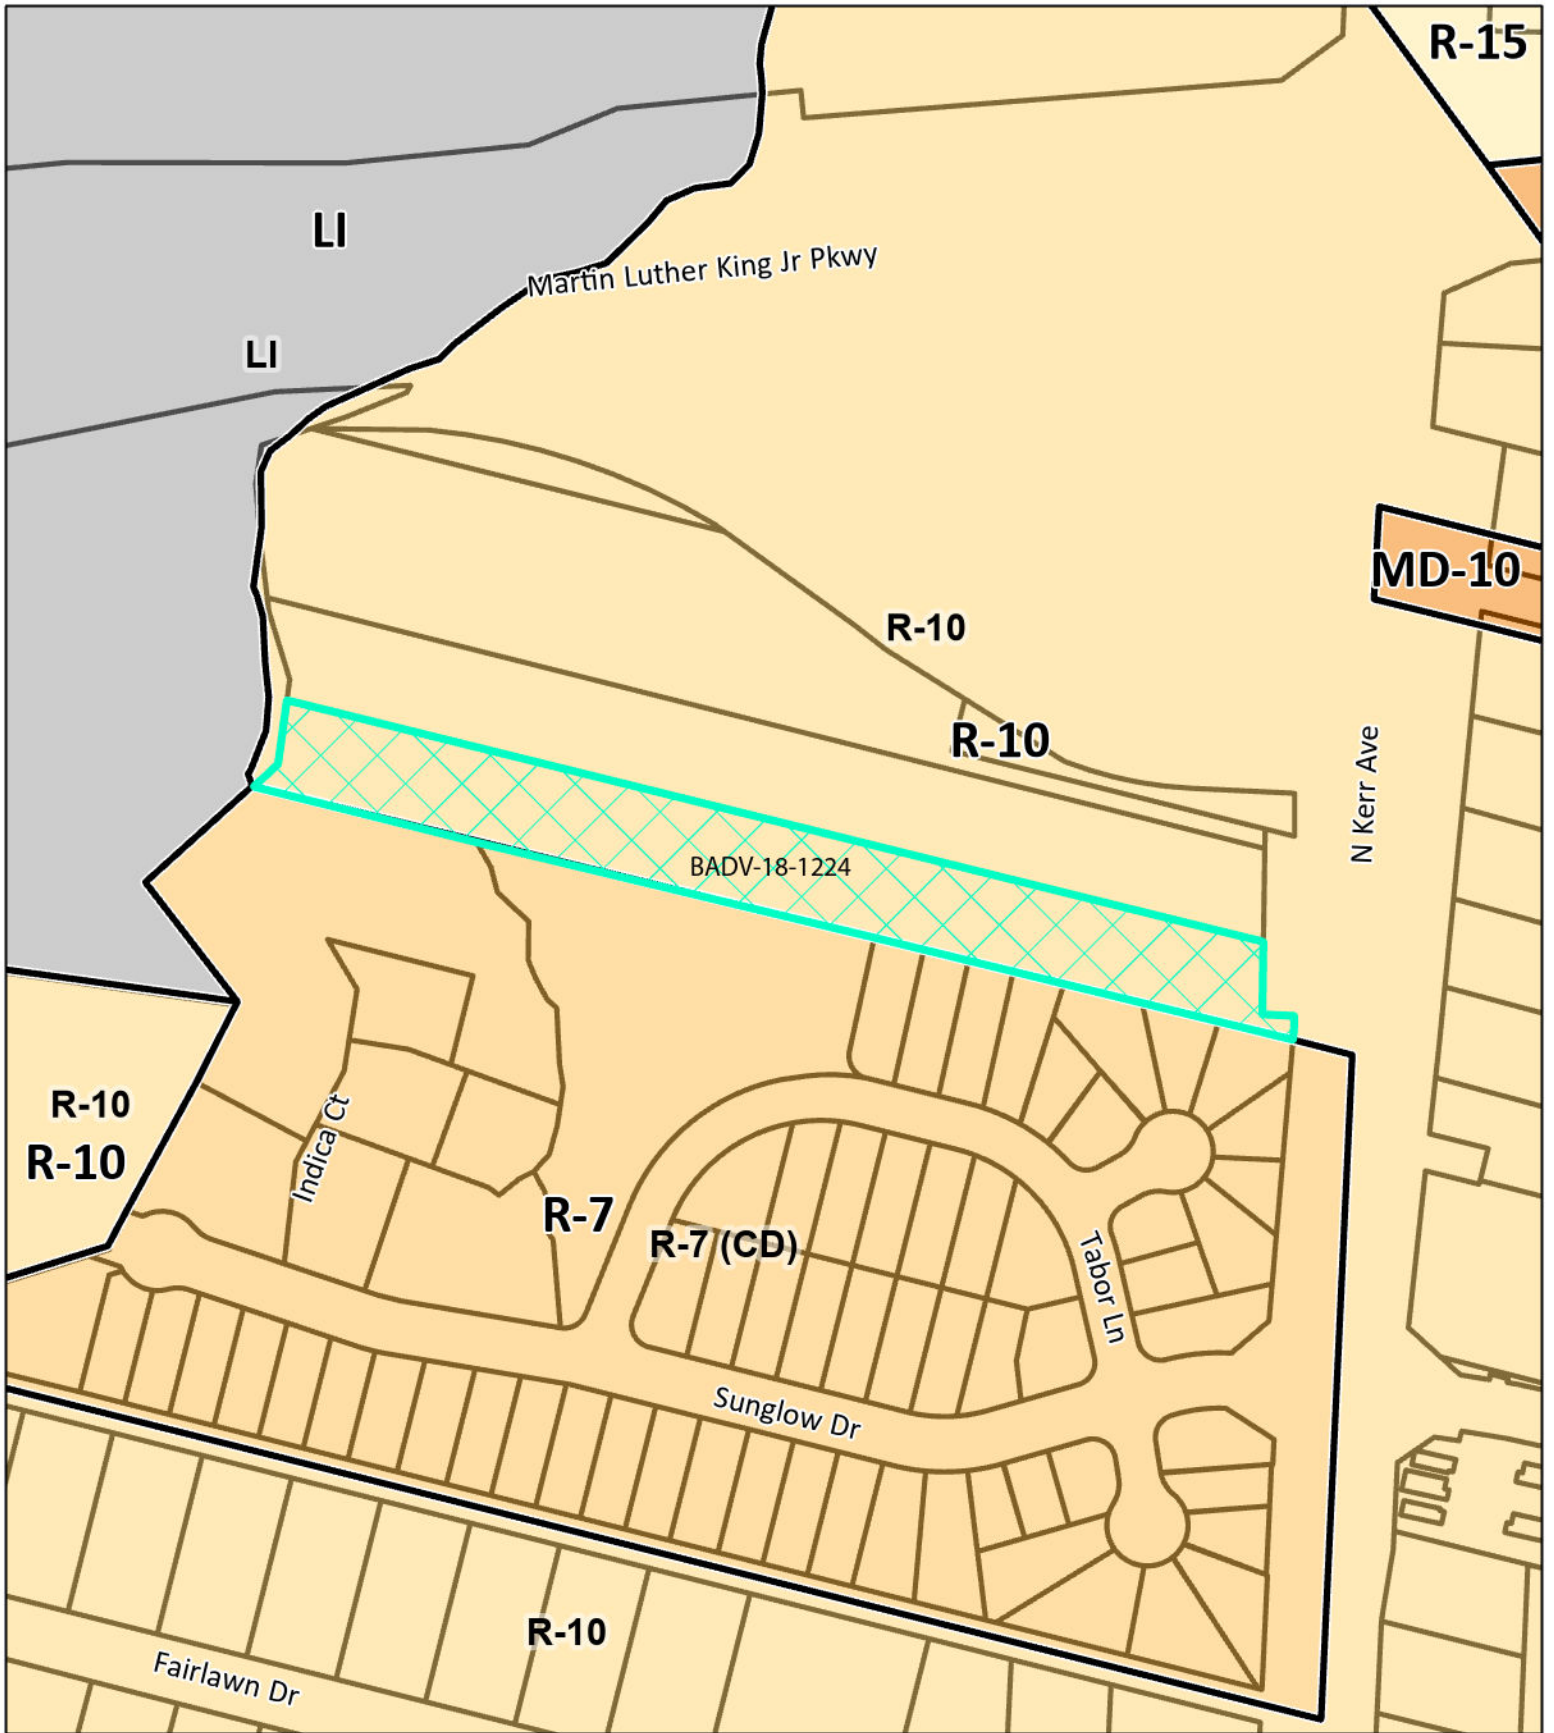 R-15
LI
Martin Luther King Jr Pkwy
LI
MD-10
R-10
R-10
N Kerr Ave
BADV-18-1224
R-10
R-10
Indica Ct
R-7
R-7 (CD)
Tabor Ln
Sunglow Dr
R-10
Fairlawn Dr